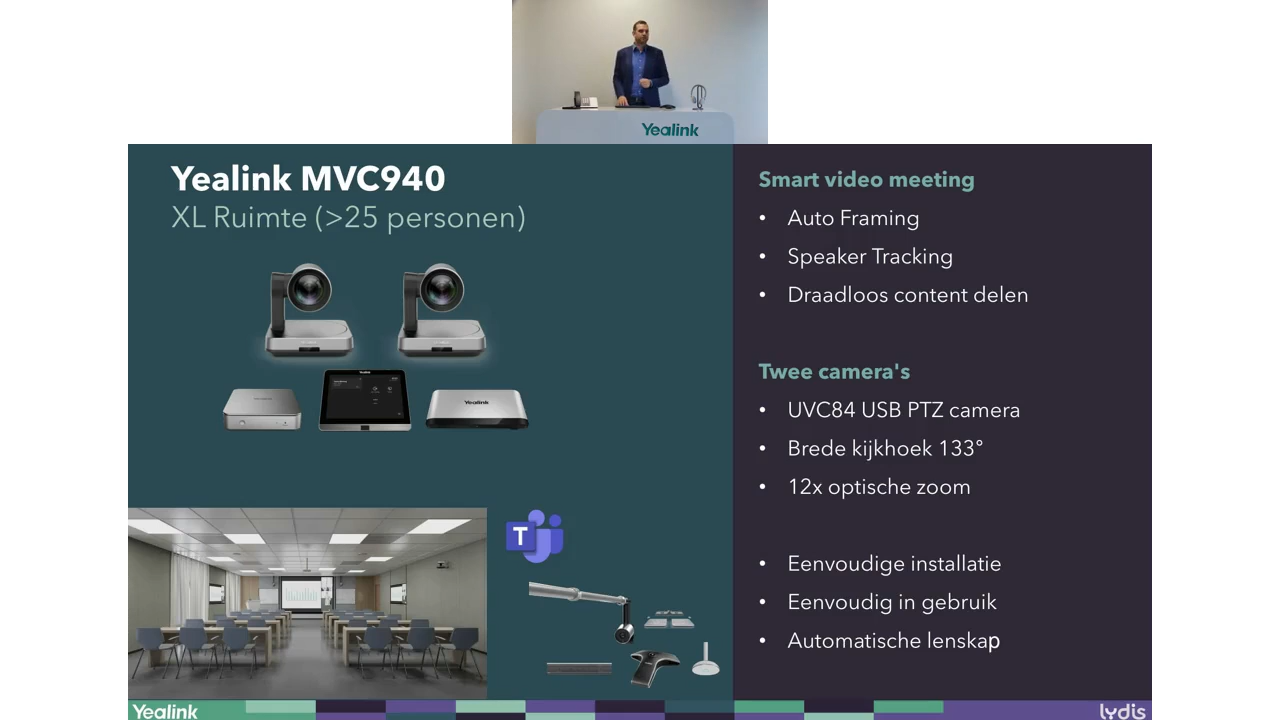 Yealink
Yealink MVC940
XL Ruimte (>25 personen)
Yealink
T
Smart video meeting
• Auto Framing
• Speaker Tracking
• Draadloos content delen
Twee camera's
• UVC84 USB PTZ camera
• Brede kijkhoek 133°
• 12x optische zoom
• Eenvoudige installatie
• Eenvoudig in gebruik
• Automatische lenskap
Yealink
lydis